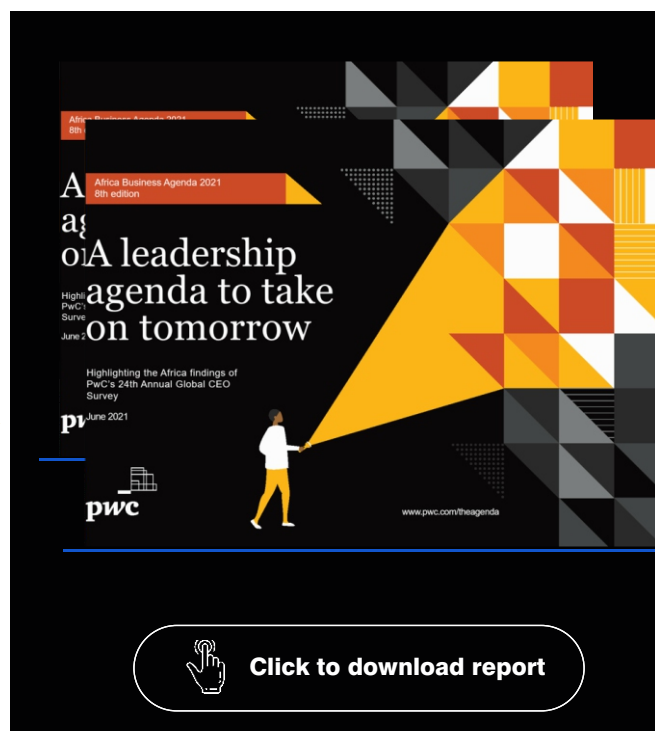 Africa Business Agenda 2021
8th edition
A leadership
agenda to take
on tomorrow
Highlighting the Africa findings of
PwC's 24th Annual Global CEO
Survey
June 2021
pwc
www.pwc.com/theagenda
Click to download report